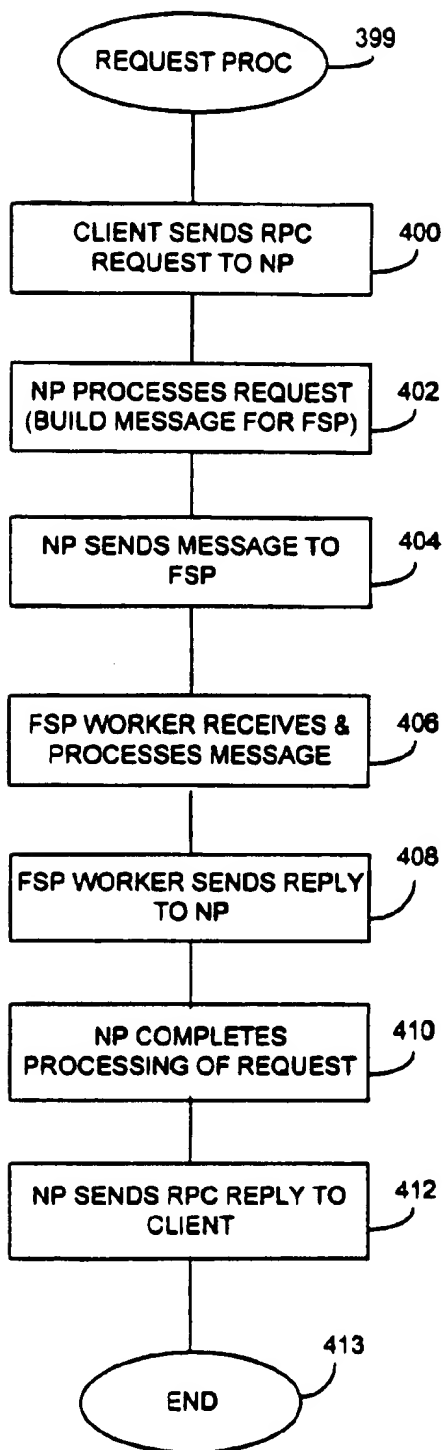 REQUEST PROC
399
CLIENT SENDS RPC
REQUEST TO NP
400
NP PROCESSES REQUEST
(BUILD MESSAGE FOR FSP)
402
NP SENDS MESSAGE TO
FSP
404
FSP WORKER RECEIVES &
PROCESSES MESSAGE
406
FSP WORKER SENDS REPLY
TO NP
408
NP COMPLETES
PROCESSING OF REQUEST
410
NP SENDS RPC REPLY TO
CLIENT
412
END
413